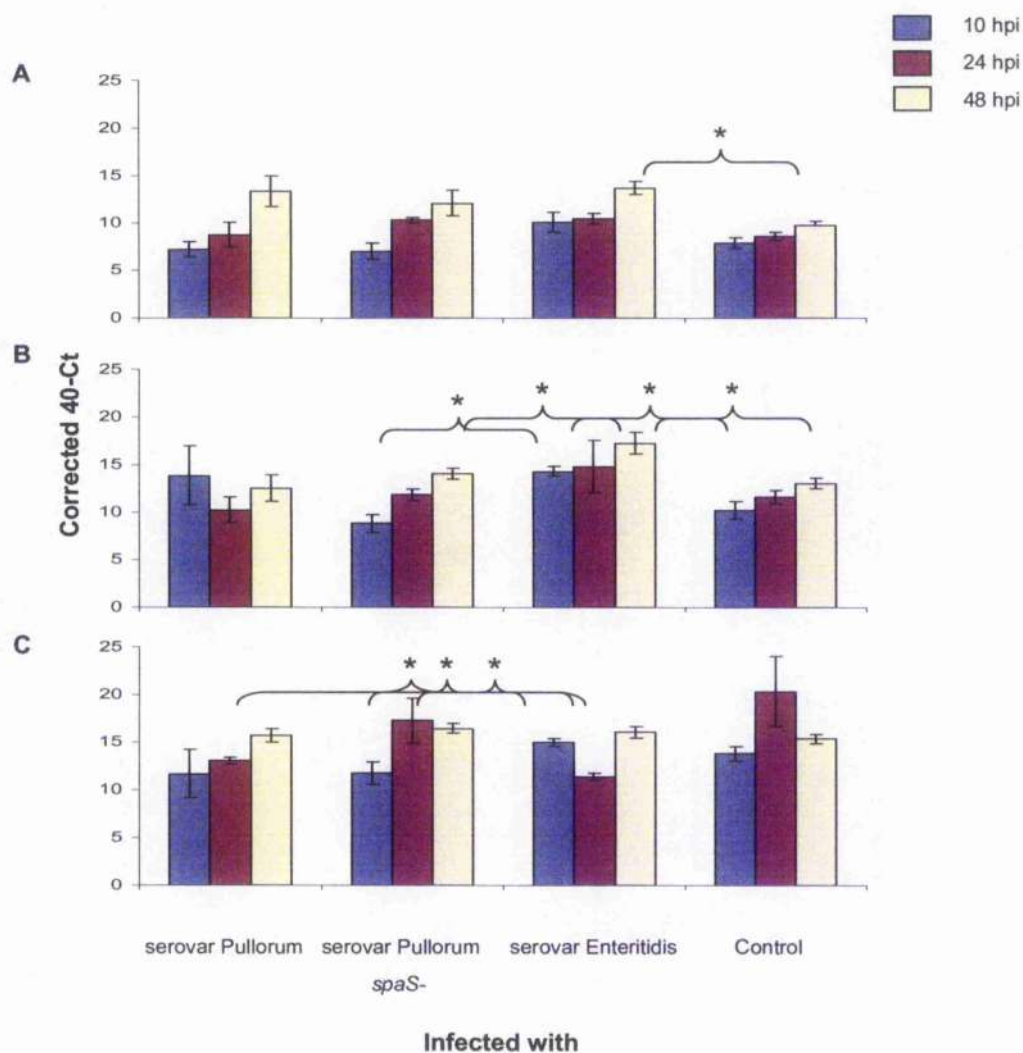 10 hpi
24 hpi
48 hpi
A
25
20
15
10
5
0
*
B
25
20
15
10
5
0
* * * *
C
25
20
15
10
5
0
* * *
Corrected 40-Ct
serovar Pullorum serovar Pullorum serovar Enteritidis Control
spaS-
Infected with